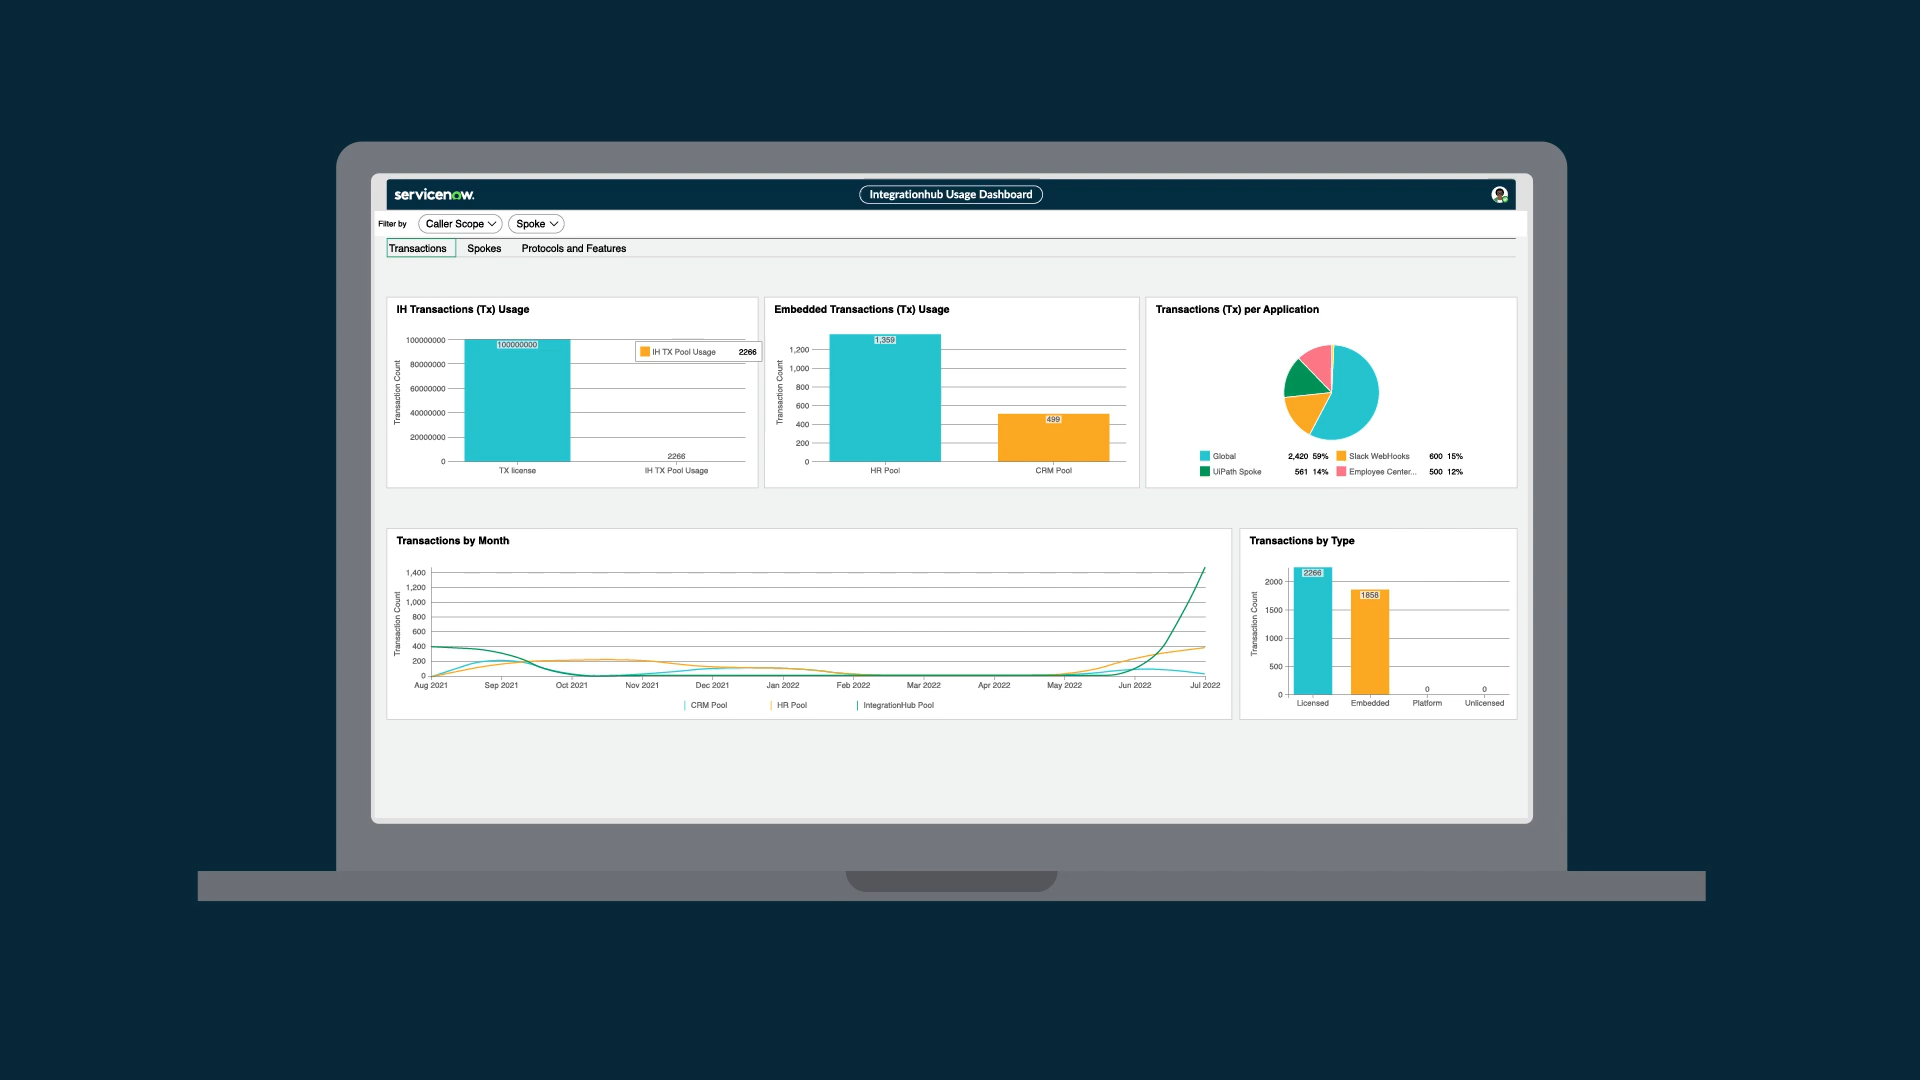 servicenow.
Integrationhub Usage Dashboard
Filter by
Caller Scope
Spoke
Transactions
Spokes
Protocols and Features
IH Transactions (Tx) Usage
Transaction Count
100000000
80000000
60000000
40000000
20000000
0
100000000
IH TX Pool Usage 2266
2266
TX license
IH TX Pool Usage
Embedded Transactions (Tx) Usage
Transaction Count
1,200
1,000
800
600
400
200
0
1,359
499
HR Pool
CRM Pool
Transactions (Tx) per Application
Global 2,420 59%
Slack WebHooks 600 15%
UiPath Spoke 561 14%
Employee Center... 500 12%
Transactions by Month
Transaction Count
1,400
1,200
1,000
800
600
400
200
0
Aug 2021 Sep 2021 Oct 2021 Nov 2021 Dec 2021 Jan 2022 Feb 2022 Mar 2022 Apr 2022 May 2022 Jun 2022 Jul 2022
CRM Pool
HR Pool
IntegrationHub Pool
Transactions by Type
Transaction Count
2000
1500
1000
500
0
2266
1858
0
0
Licensed
Embedded
Platform
Unlicensed